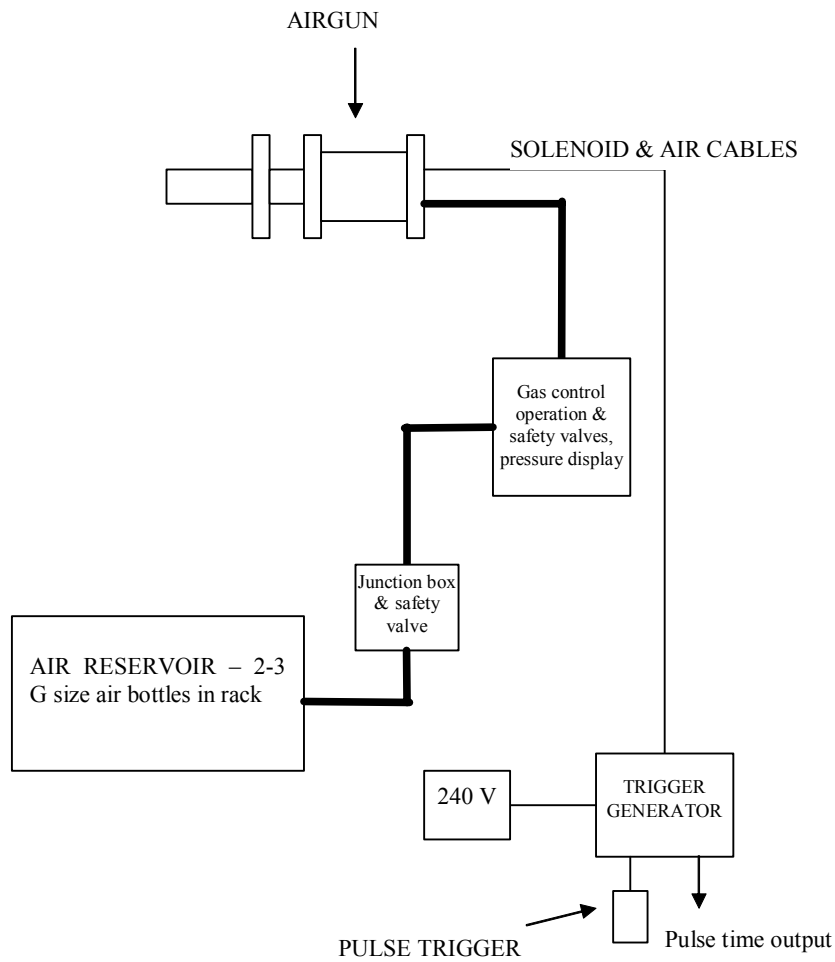 AIRGUN
SOLENOID & AIR CABLES
Gas control
operation &
safety valves,
pressure display
Junction box
& safety
valve
AIR RESERVOIR – 2-3
G size air bottles in rack
240 V
TRIGGER
GENERATOR
PULSE TRIGGER
Pulse time output